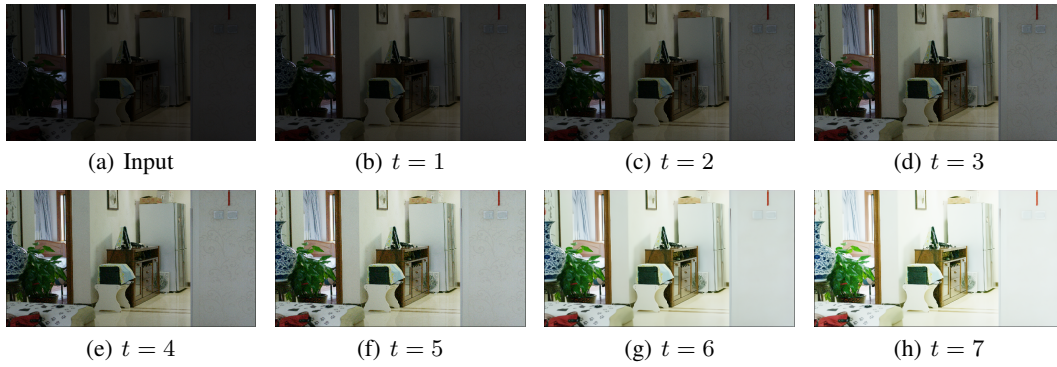 (a) Input
(b) t = 1
(c) t = 2
(d) t = 3
(e) t = 4
(f) t = 5
(g) t = 6
(h) t = 7